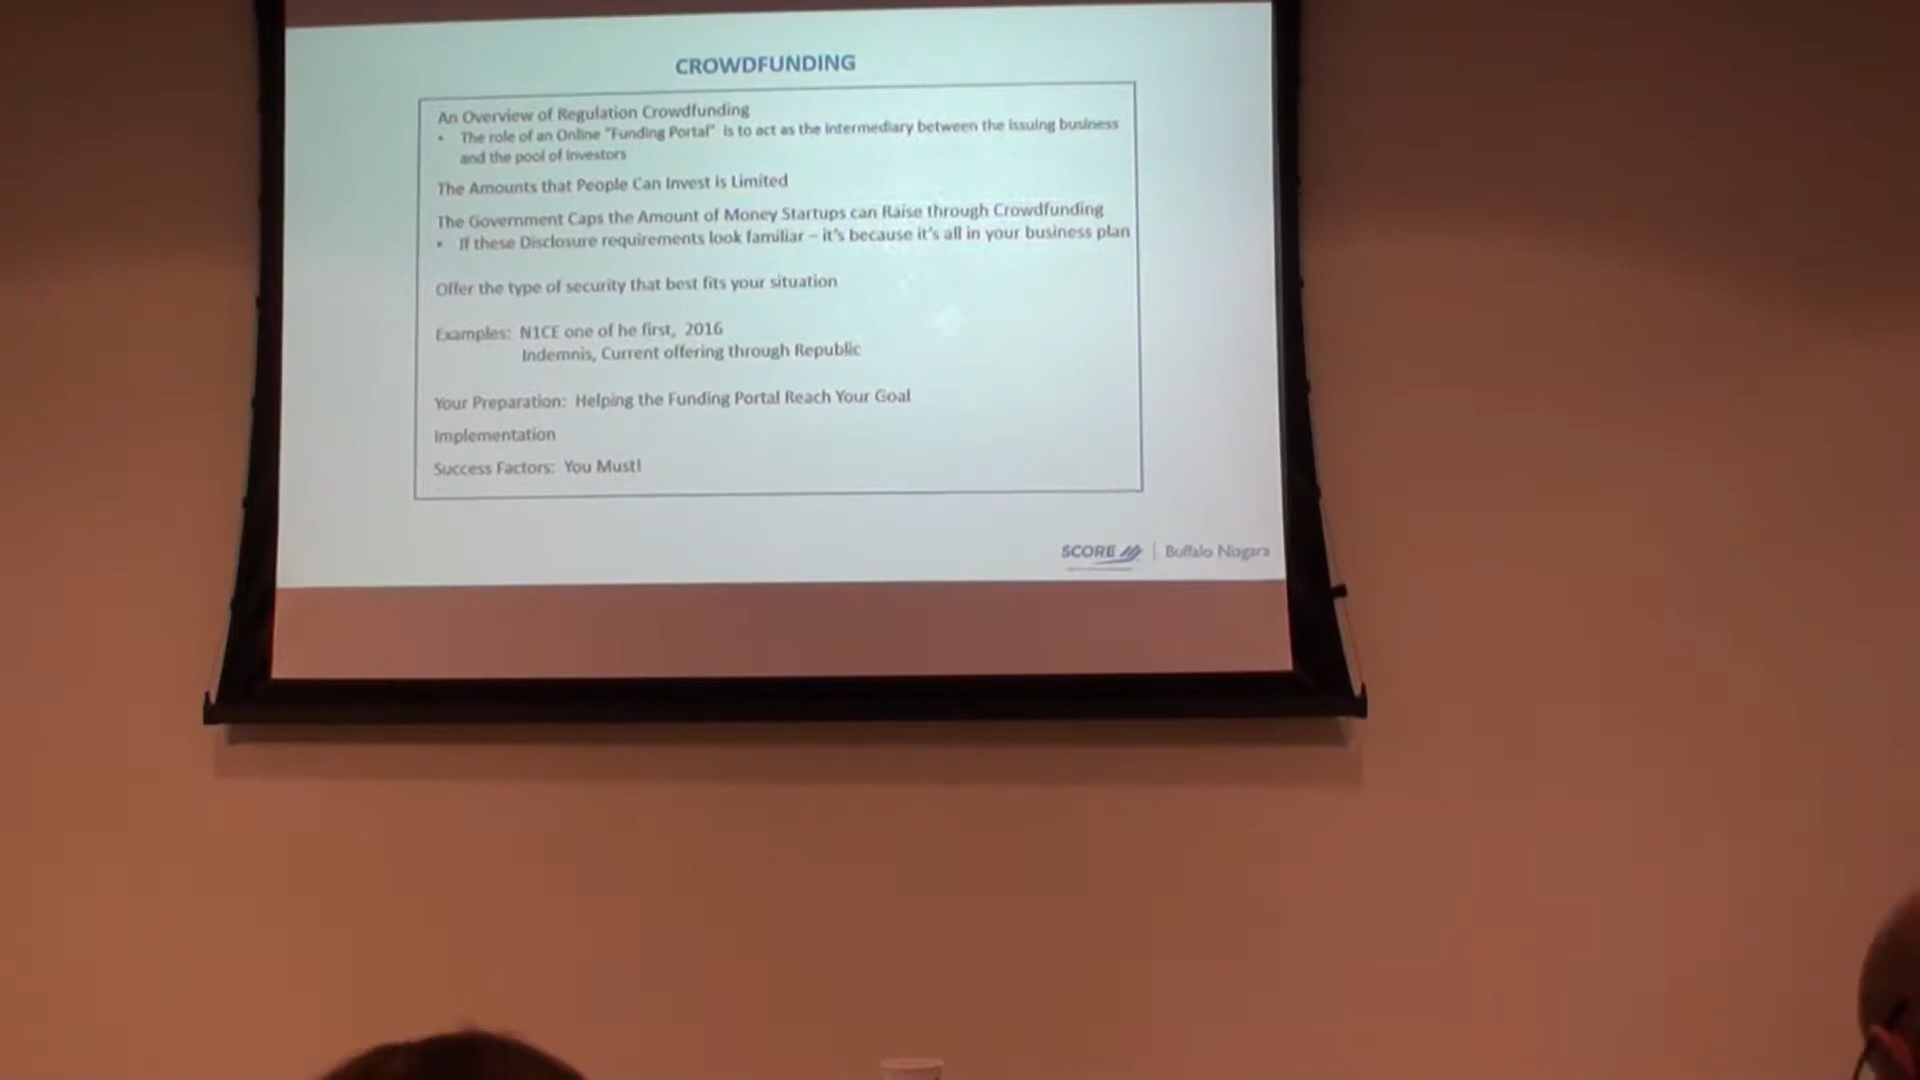 CROWDFUNDING
An Overview of Regulation Crowdfunding
• The role of an Online "Funding Portal" is to act as the intermediary between the issuing business
and the pool of investors
The Amounts that People Can Invest is Limited
The Government Caps the Amount of Money Startups can Raise through Crowdfunding
• If these Disclosure requirements look familiar – it's because it's all in your business plan
Offer the type of security that best fits your situation
Examples: N1CE one of he first, 2016
Indemnis, Current offering through Republic
Your Preparation: Helping the Funding Portal Reach Your Goal
Implementation
Success Factors: You Must!
SCORE | Buffalo Niagara